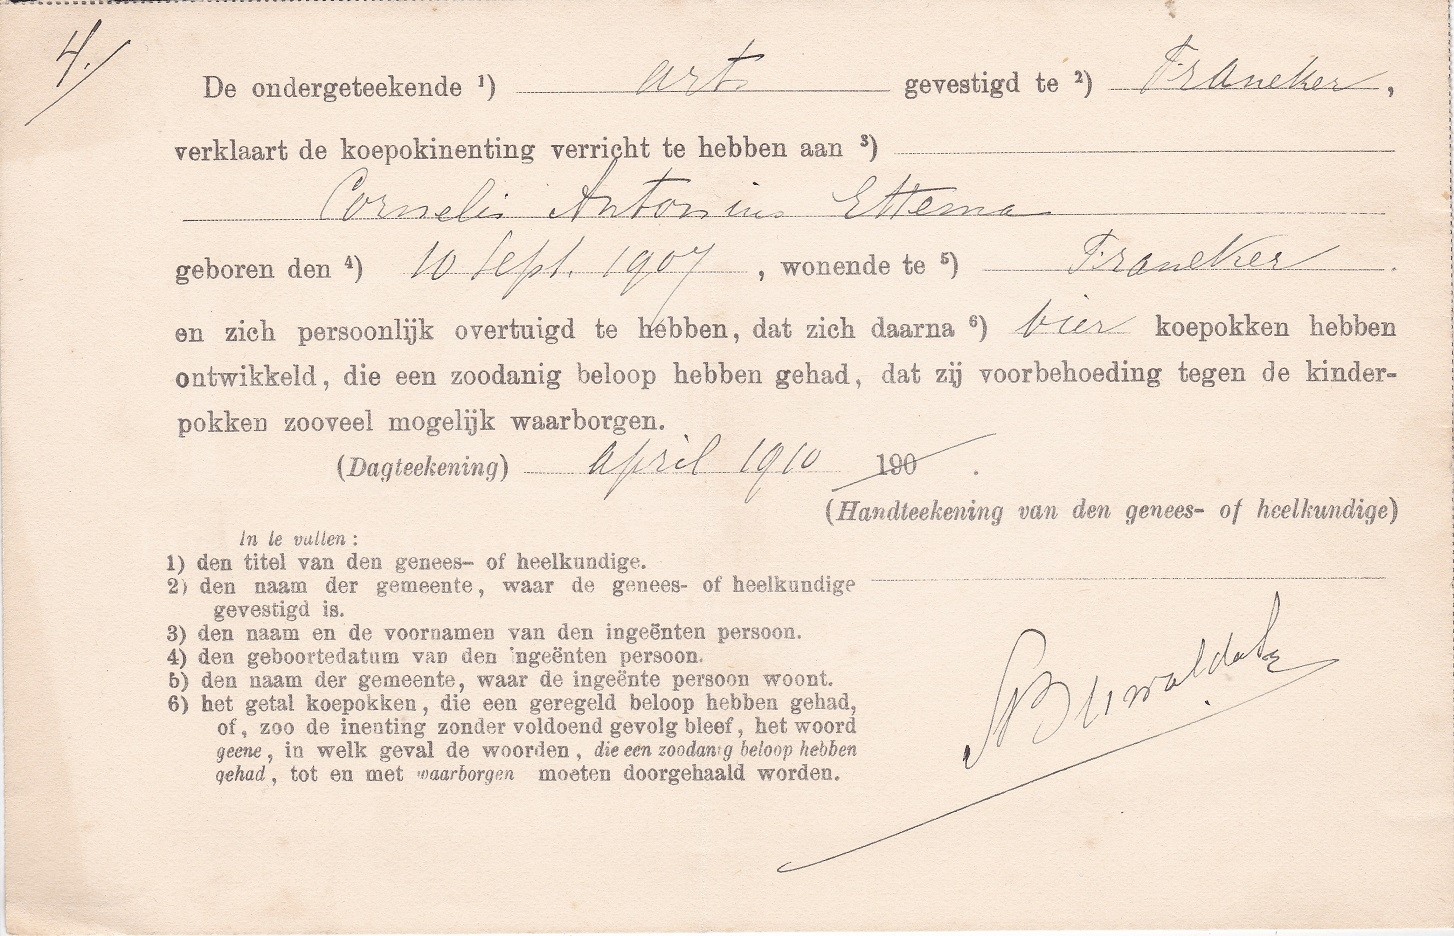 4.
De ondergeteekende ¹) arts gevestigd te ²) Franeker,
verklaart de koepokinenting verricht te hebben aan ³)
Cornelis Antonius Ettema
geboren den ⁴) 10 Sept. 1907, wonende te ⁵) Franeker.
en zich persoonlijk overtuigd te hebben, dat zich daarna ⁶) vier koepokken hebben
ontwikkeld, die een zoodanig beloop hebben gehad, dat zij voorbehoeding tegen de kinder-
pokken zooveel mogelijk waarborgen.
(Dagteekening) April 1910 190 .
(Handteekening van den genees- of heelkundige)
In te vullen:
1) den titel van den genees- of heelkundige.
2) den naam der gemeente, waar de genees- of heelkundige
gevestigd is.
3) den naam en de voornamen van den ingeënten persoon.
4) den geboortedatum van den ingeënten persoon.
5) den naam der gemeente, waar de ingeënte persoon woont.
6) het getal koepokken, die een geregeld beloop hebben gehad,
of, zoo de inenting zonder voldoend gevolg bleef, het woord
geene, in welk geval de woorden, die een zoodanig beloop hebben
gehad, tot en met waarborgen moeten doorgehaald worden.